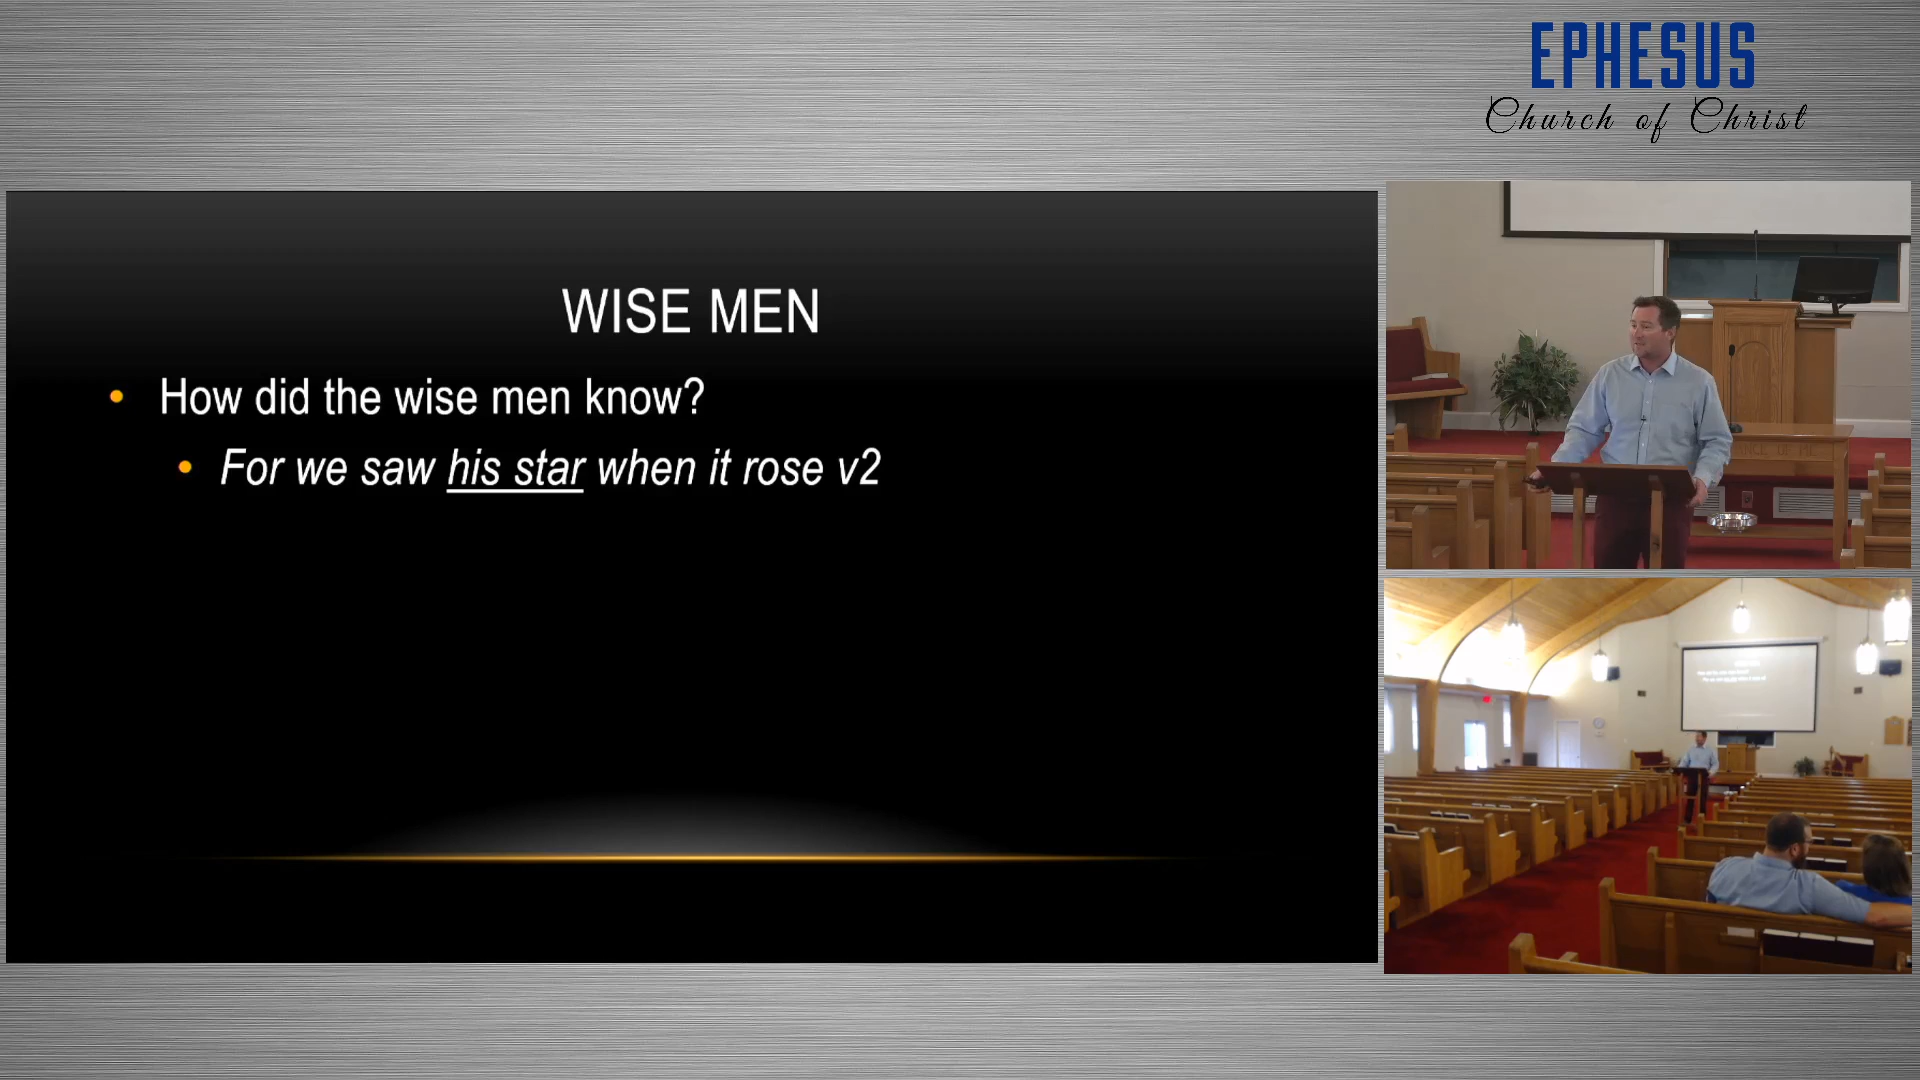 EPHESUS
Church of Christ
WISE MEN
• How did the wise men know?
• For we saw his star when it rose v2